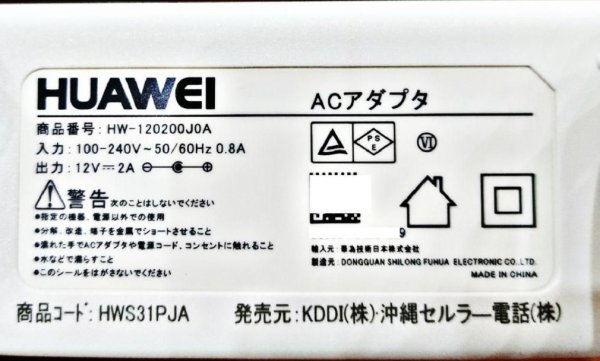 HUAWEI
ACアダプタ
商品番号: HW-120200J0A
入力: 100-240V～50/60Hz 0.8A
出力: 12V⎓2A
PS
E
VI
警告 次のことはしないでください
●指定の機器、電源以外での使用
●分解、改造、端子を金属でショートさせること
●濡れた手でACアダプタや電源コード、コンセントに触れること
●水などで濡らすこと
●このシールをはがさないでください
9
輸入元: 華為技術日本株式会社
製造元: DONGGUAN SHILONG FUHUA ELECTRONIC CO.,LTD.
MADE IN CHINA
商品コード: HWS31PJA
発売元: KDDI(株)・沖縄セルラー電話(株)